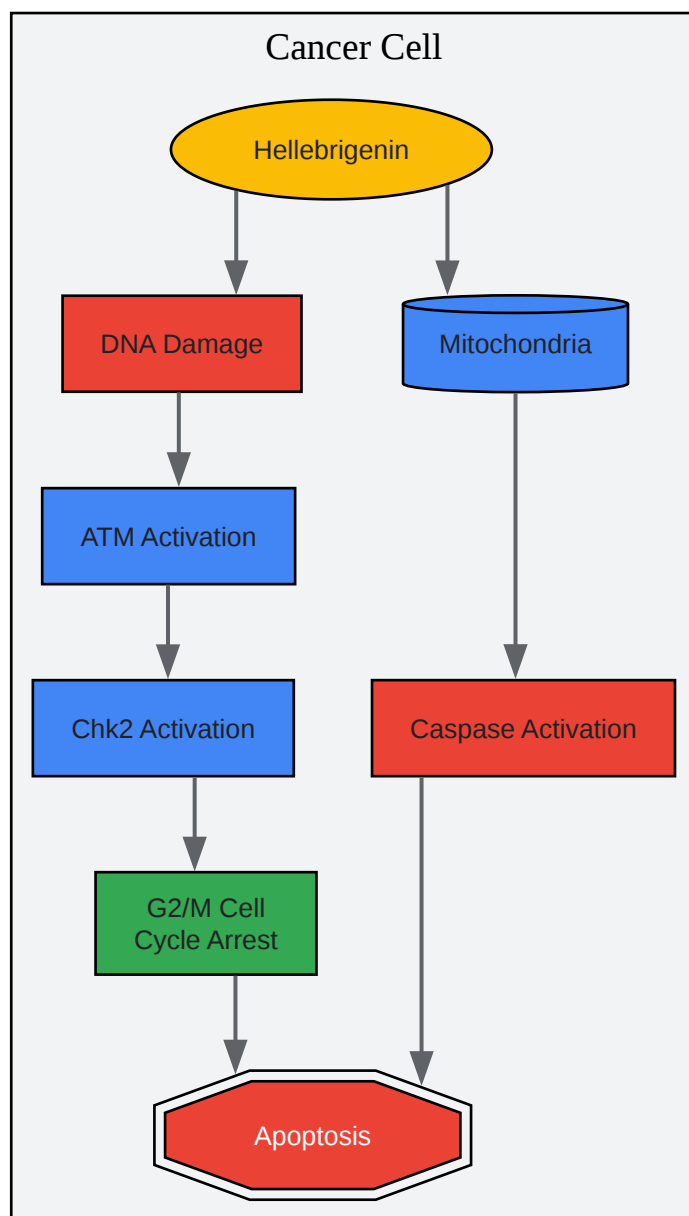 Cancer Cell
Hellebrigenin
DNA Damage
Mitochondria
ATM Activation
Chk2 Activation
Caspase Activation
G2/M Cell
Cycle Arrest
Apoptosis